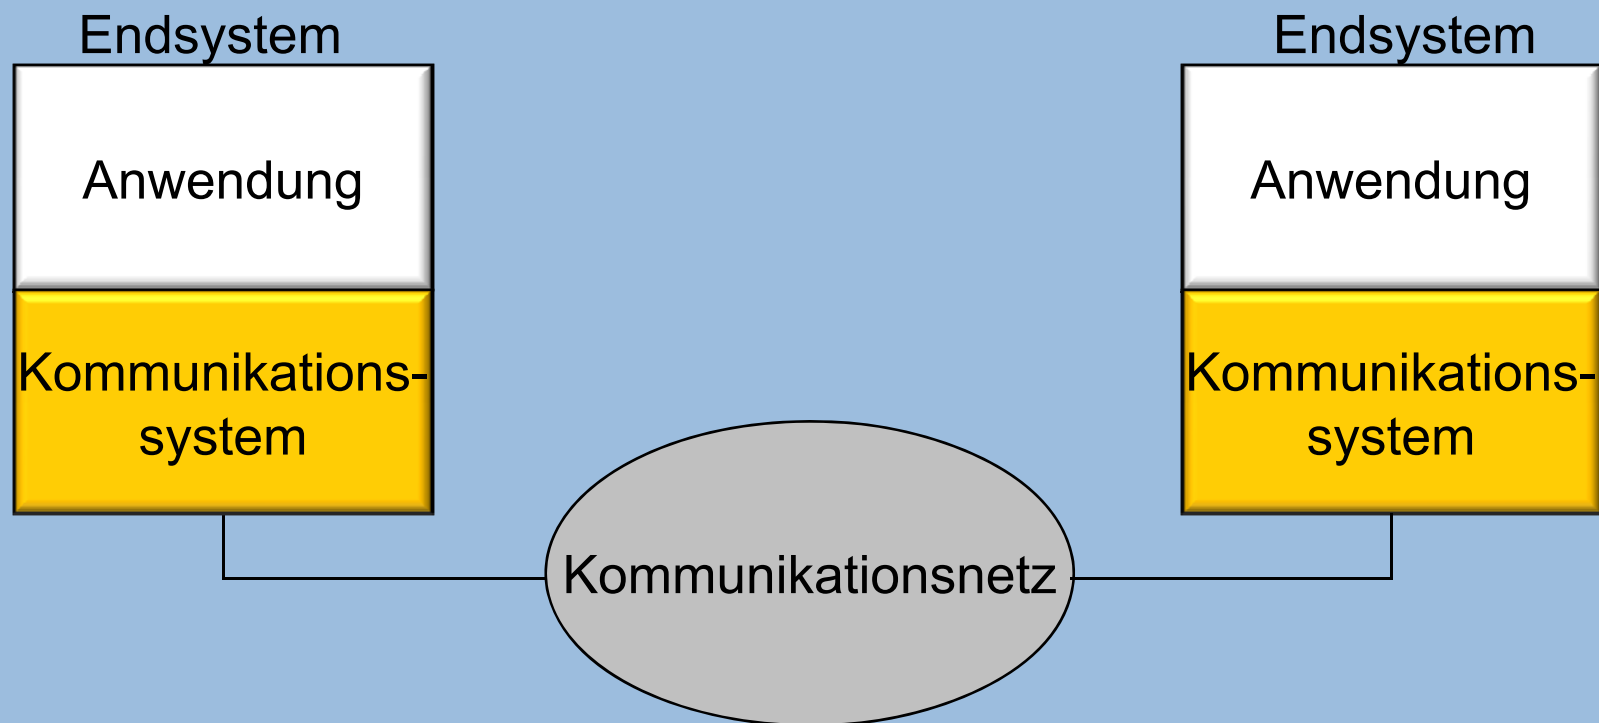 Endsystem
Endsystem
Anwendung
Anwendung
Kommunikations-
system
Kommunikations-
system
Kommunikationsnetz